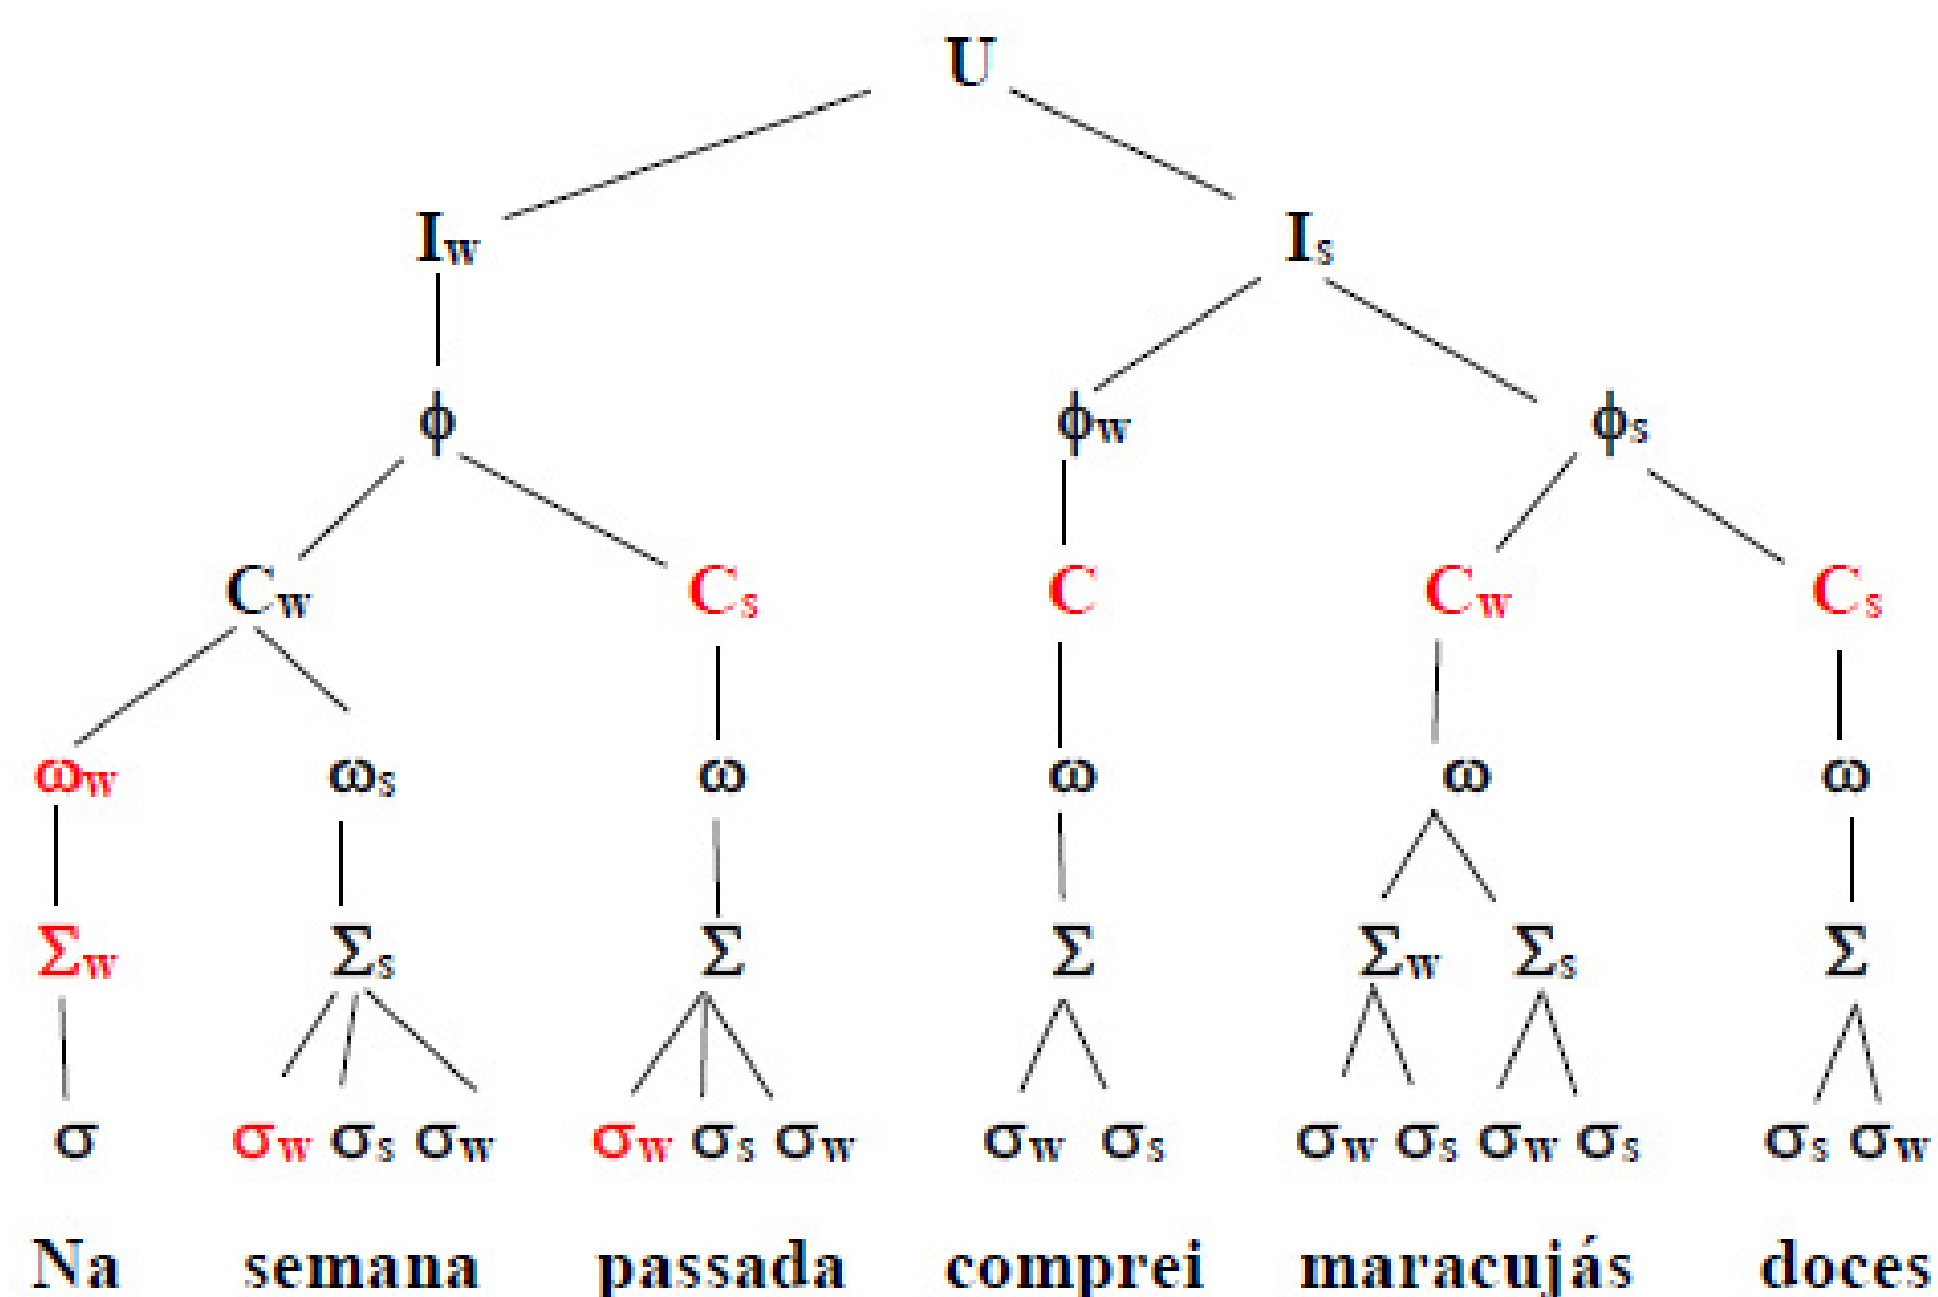 U
Iw Is
ϕ ϕw ϕs
Cw Cs C Cw Cs
ωw ωs ω ω ω ω
Σw Σs Σ Σ Σw Σs Σ
σ σw σs σw σw σs σw σw σs σw σs σw σs σs σw
Na semana passada comprei maracujás doces